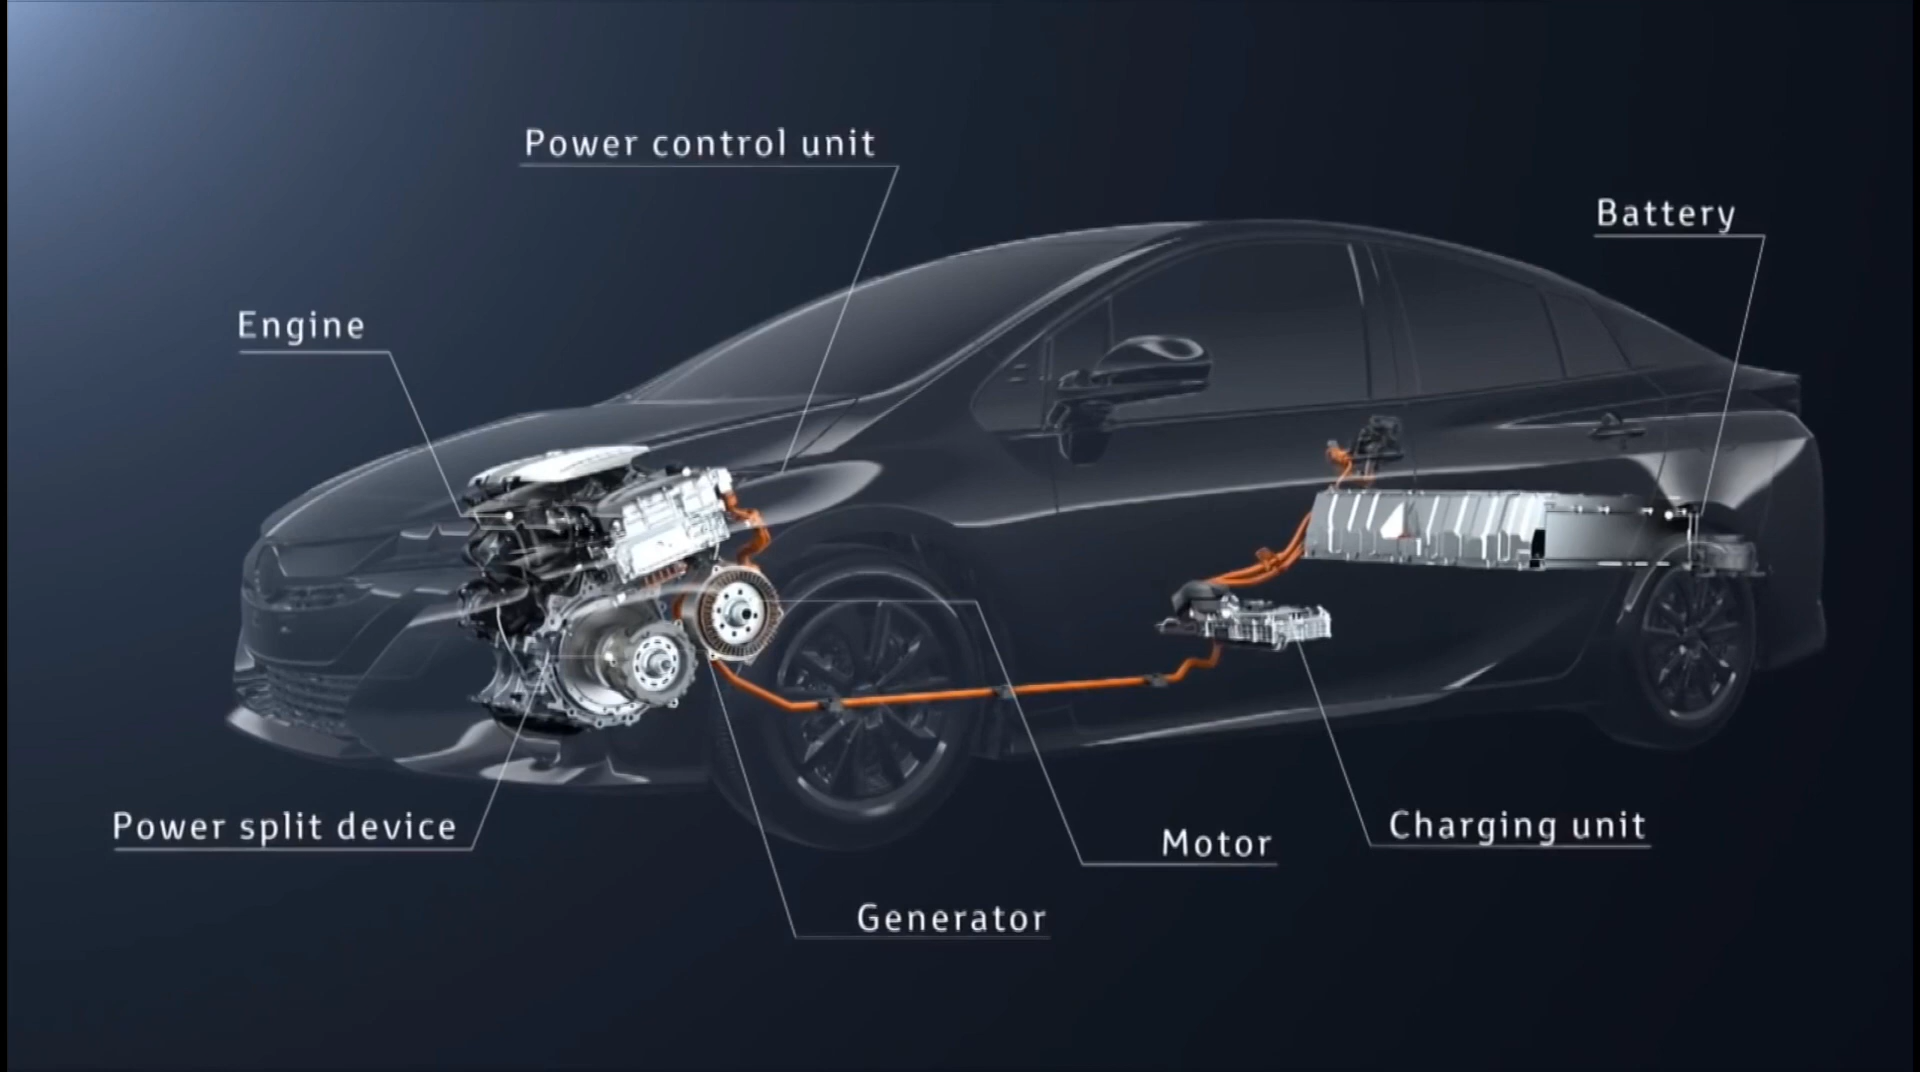 Power control unit
Battery
Engine
Power split device
Motor
Charging unit
Generator